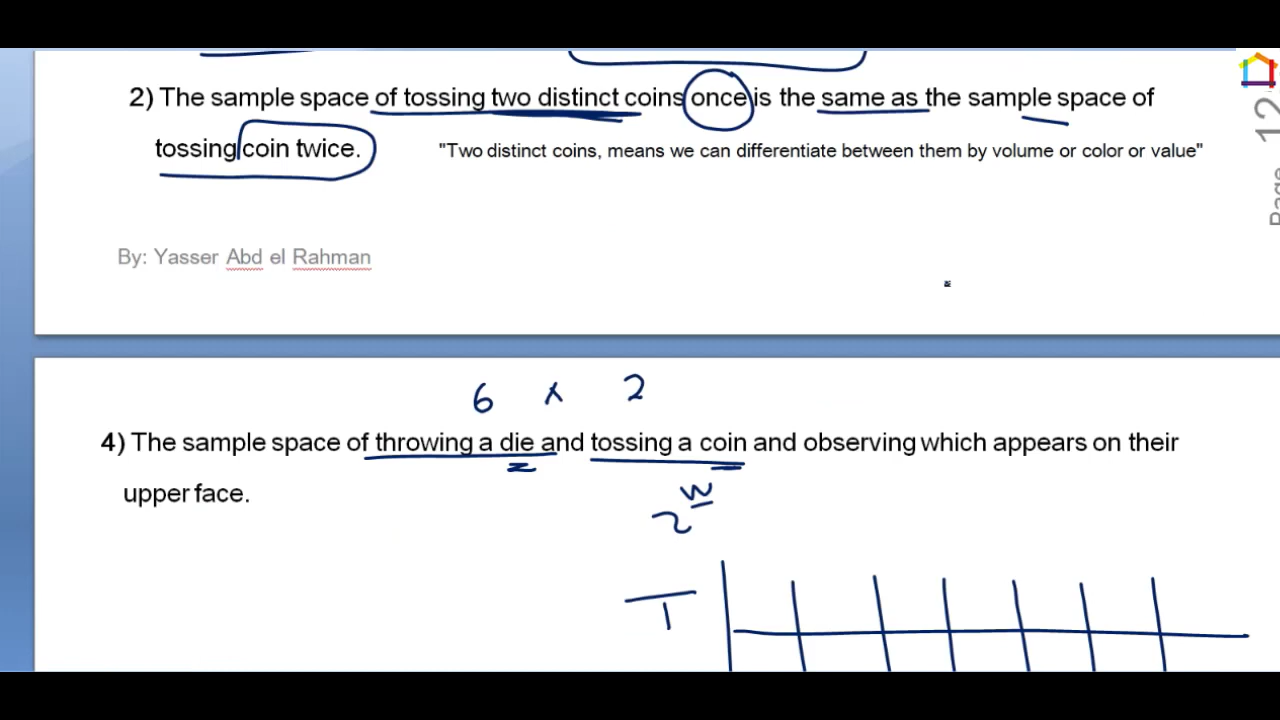 2) The sample space of tossing two distinct coins once is the same as the sample space of
tossing coin twice. "Two distinct coins, means we can differentiate between them by volume or color or value"
Page 12
By: Yasser Abd el Rahman
6 x 2
4) The sample space of throwing a die and tossing a coin and observing which appears on their
upper face.
2
T